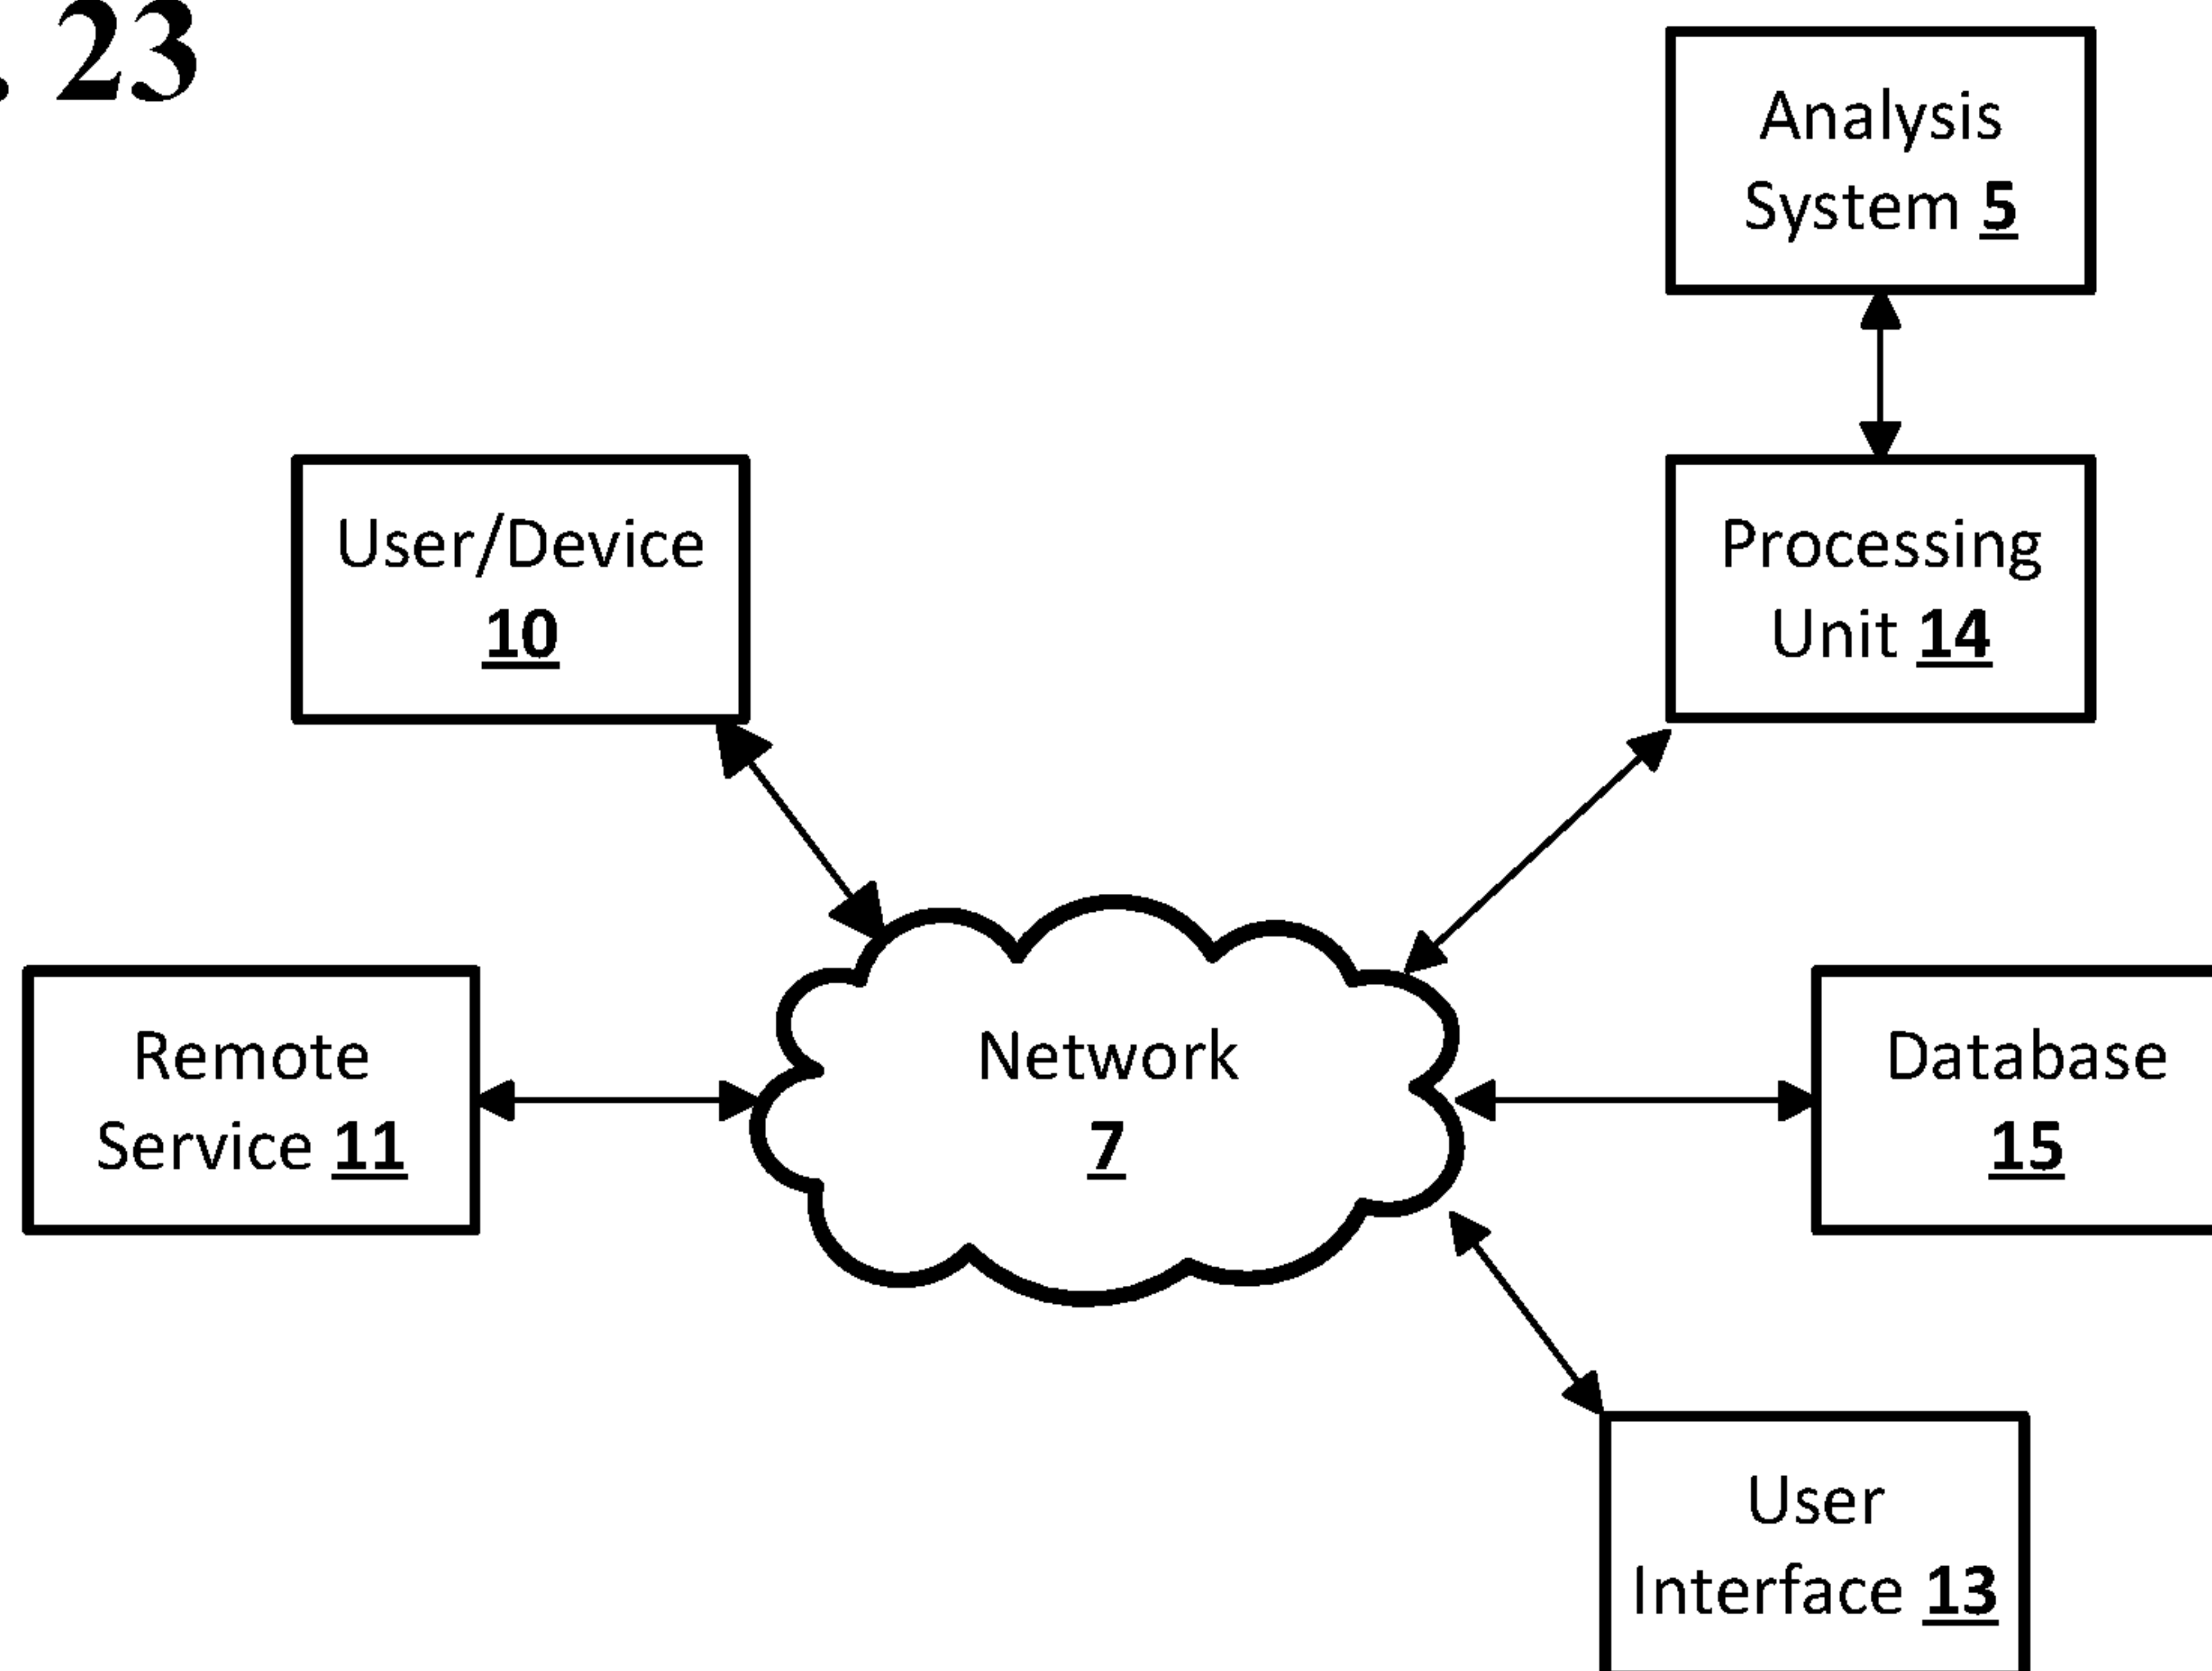 . 23
Analysis
System 5
User/Device
10
Processing
Unit 14
Remote
Service 11
Network
7
Database
15
User
Interface 13